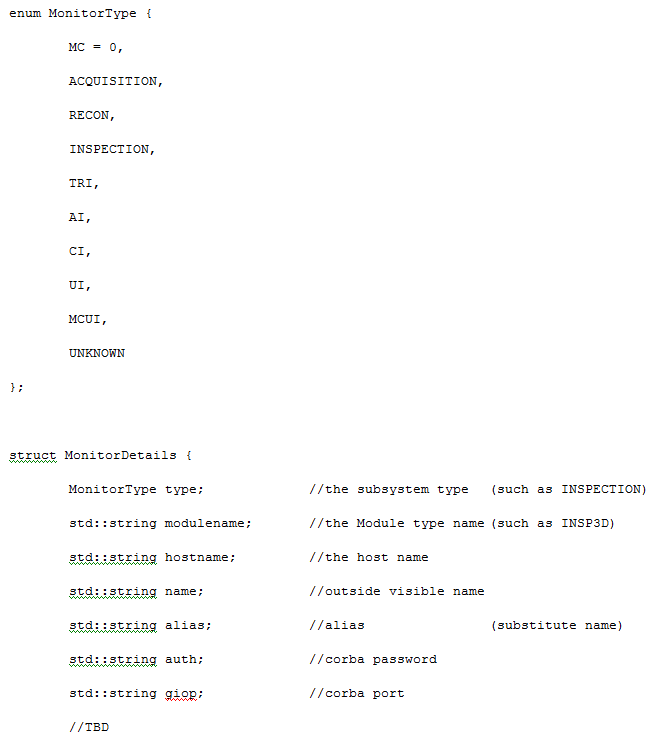 enum MonitorType {
MC = 0,
ACQUISITION,
RECON,
INSPECTION,
TRI,
AI,
CI,
UI,
MCUI,
UNKNOWN
};
struct MonitorDetails {
MonitorType type; //the subsystem type (such as INSPECTION)
std::string modulename; //the Module type name (such as INSP3D)
std::string hostname; //the host name
std::string name; //outside visible name
std::string alias; //alias (substitute name)
std::string auth; //corba password
std::string giop; //corba port
//TBD